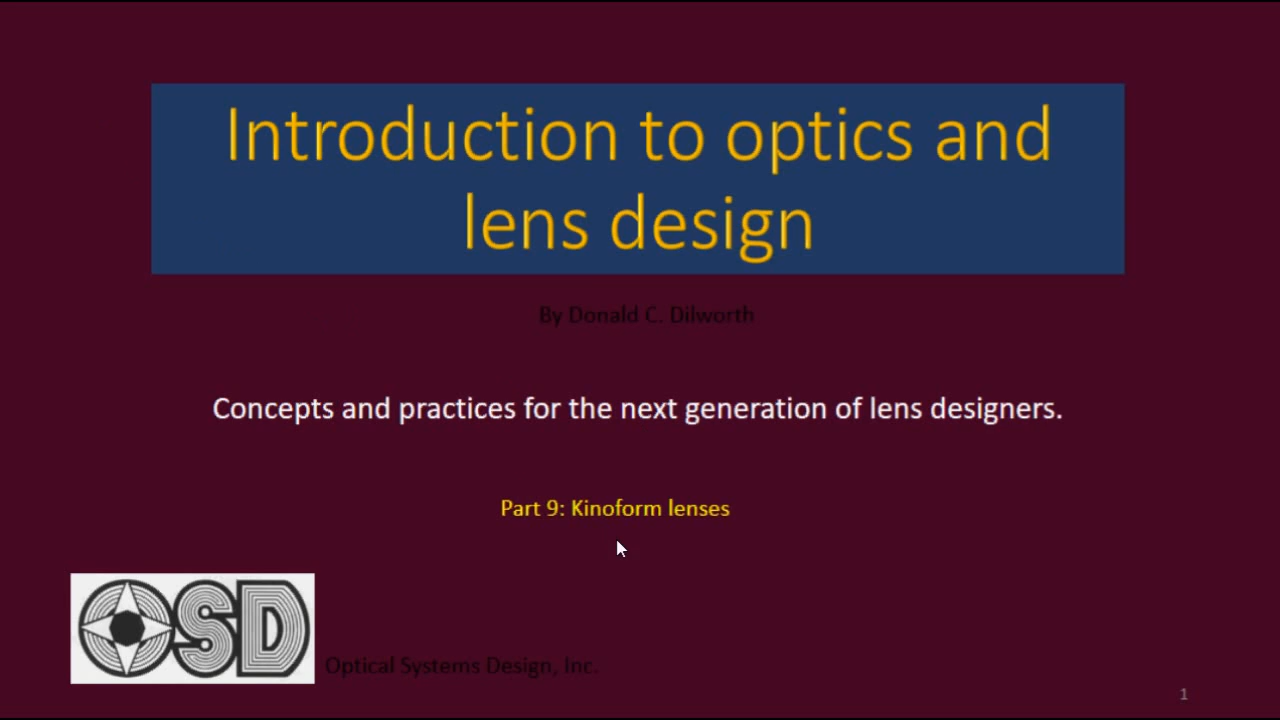 Introduction to optics and
lens design
By Donald C. Dilworth
Concepts and practices for the next generation of lens designers.
Part 9: Kinoform lenses
OSD
Optical Systems Design, Inc.
1